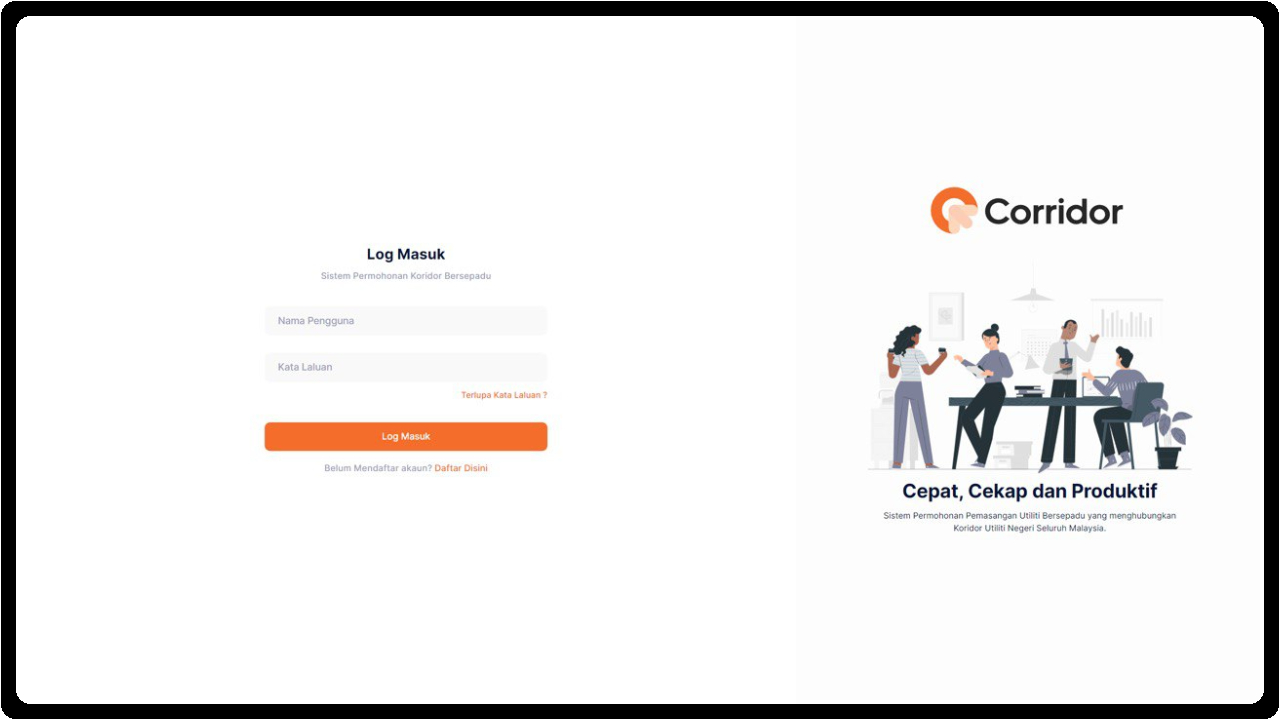 Log Masuk
Sistem Permohonan Koridor Bersepadu
Nama Pengguna
Kata Laluan
Terlupa Kata Laluan ?
Log Masuk
Belum Mendaftar akaun? Daftar Disini
Corridor
Cepat, Cekap dan Produktif
Sistem Permohonan Pemasangan Utiliti Bersepadu yang menghubungkan
Koridor Utiliti Negeri Seluruh Malaysia.